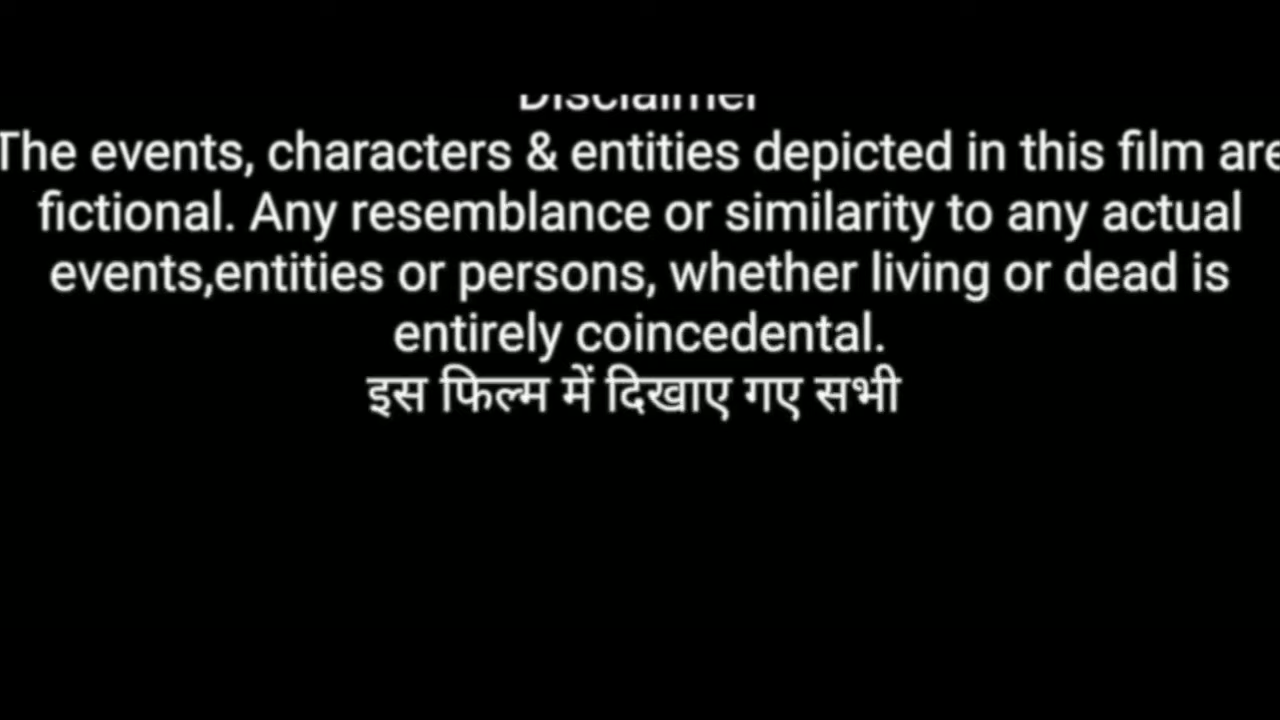 Disclaimer
The events, characters & entities depicted in this film are
fictional. Any resemblance or similarity to any actual
events,entities or persons, whether living or dead is
entirely coincedental.
इस फिल्म में दिखाए गए सभी